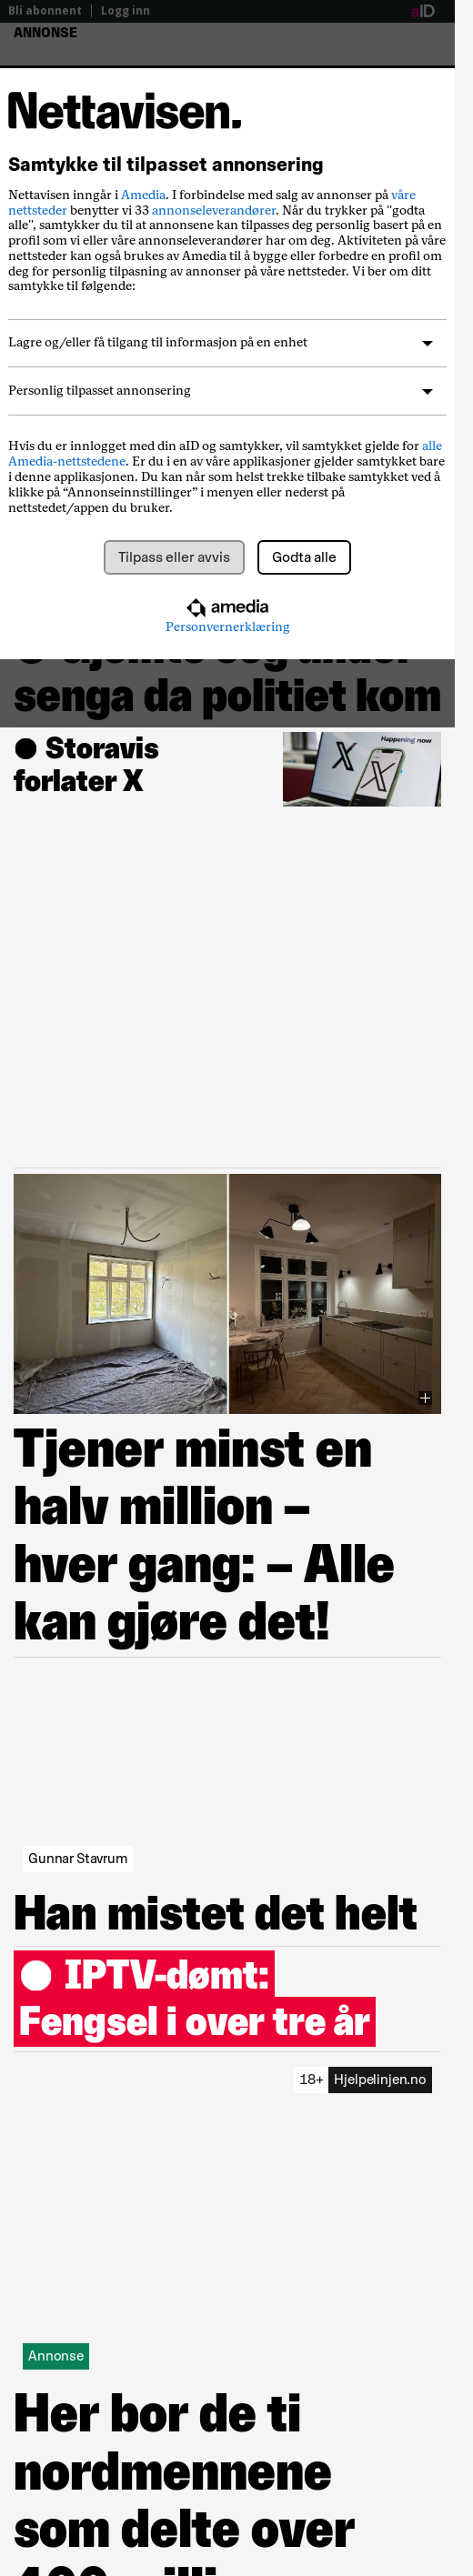 Bli abonnent | Logg inn
aID
ANNONSE
Nettavisen.
Samtykke til tilpasset annonsering
Nettavisen inngår i Amedia. I forbindelse med salg av annonser på våre
nettsteder benytter vi 33 annonseleverandører. Når du trykker på "godta
alle", samtykker du til at annonsene kan tilpasses deg personlig basert på en
profil som vi eller våre annonseleverandører har om deg. Aktiviteten på våre
nettsteder kan også brukes av Amedia til å bygge eller forbedre en profil om
deg for personlig tilpasning av annonser på våre nettsteder. Vi ber om ditt
samtykke til følgende:
Lagre og/eller få tilgang til informasjon på en enhet
Personlig tilpasset annonsering
Hvis du er innlogget med din aID og samtykker, vil samtykket gjelde for alle
Amedia-nettstedene. Er du i en av våre applikasjoner gjelder samtykket bare
i denne applikasjonen. Du kan når som helst trekke tilbake samtykket ved å
klikke på “Annonseinnstillinger” i menyen eller nederst på
nettstedet/appen du bruker.
Tilpass eller avvis
Godta alle
amedia
Personvernerklæring
senga da politiet kom
● Storavis
forlater X
Happening now
Tjener minst en
halv million –
hver gang: – Alle
kan gjøre det!
Gunnar Stavrum
Han mistet det helt
● IPTV-dømt:
Fengsel i over tre år
18+ Hjelpelinjen.no
Annonse
Her bor de ti
nordmennene
som delte over